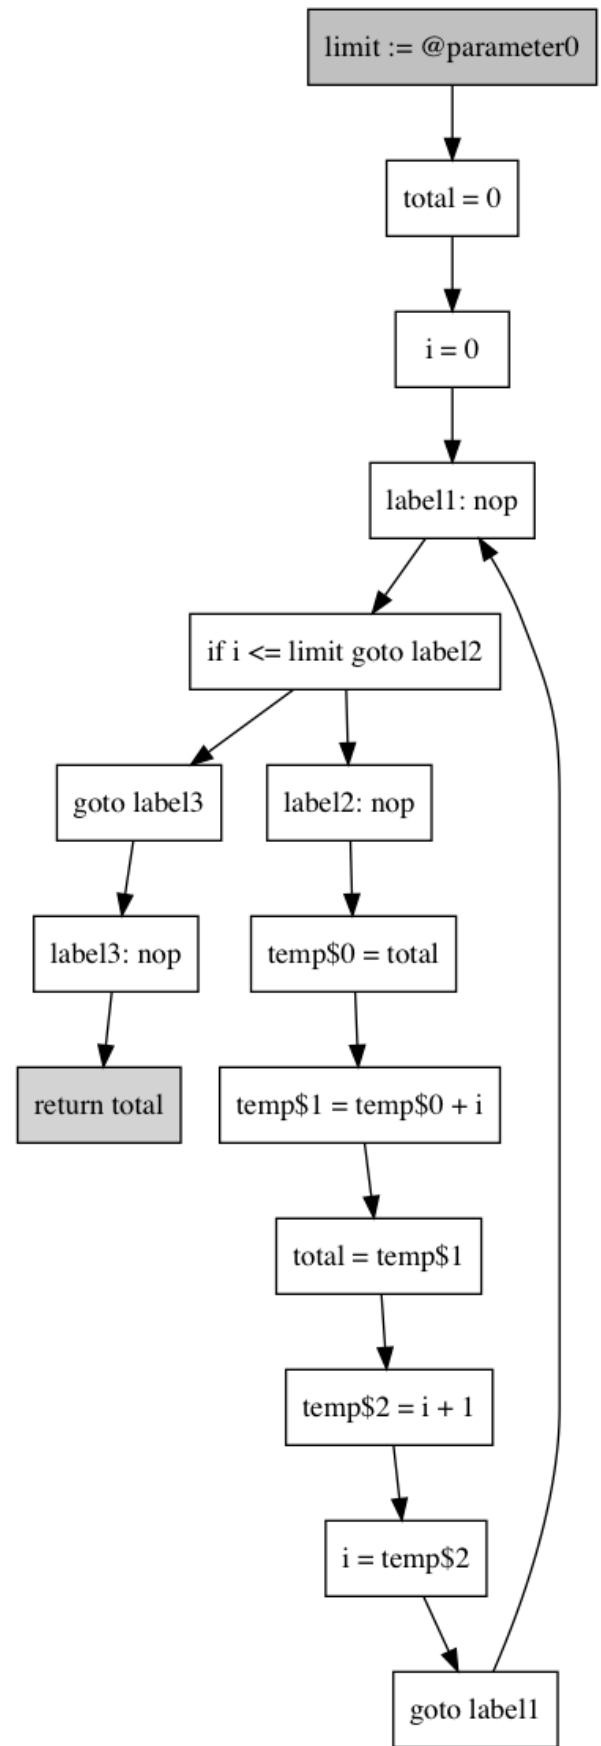 limit := @parameter0
total = 0
i = 0
label1: nop
if i <= limit goto label2
goto label3
label2: nop
label3: nop
temp$0 = total
return total
temp$1 = temp$0 + i
total = temp$1
temp$2 = i + 1
i = temp$2
goto label1